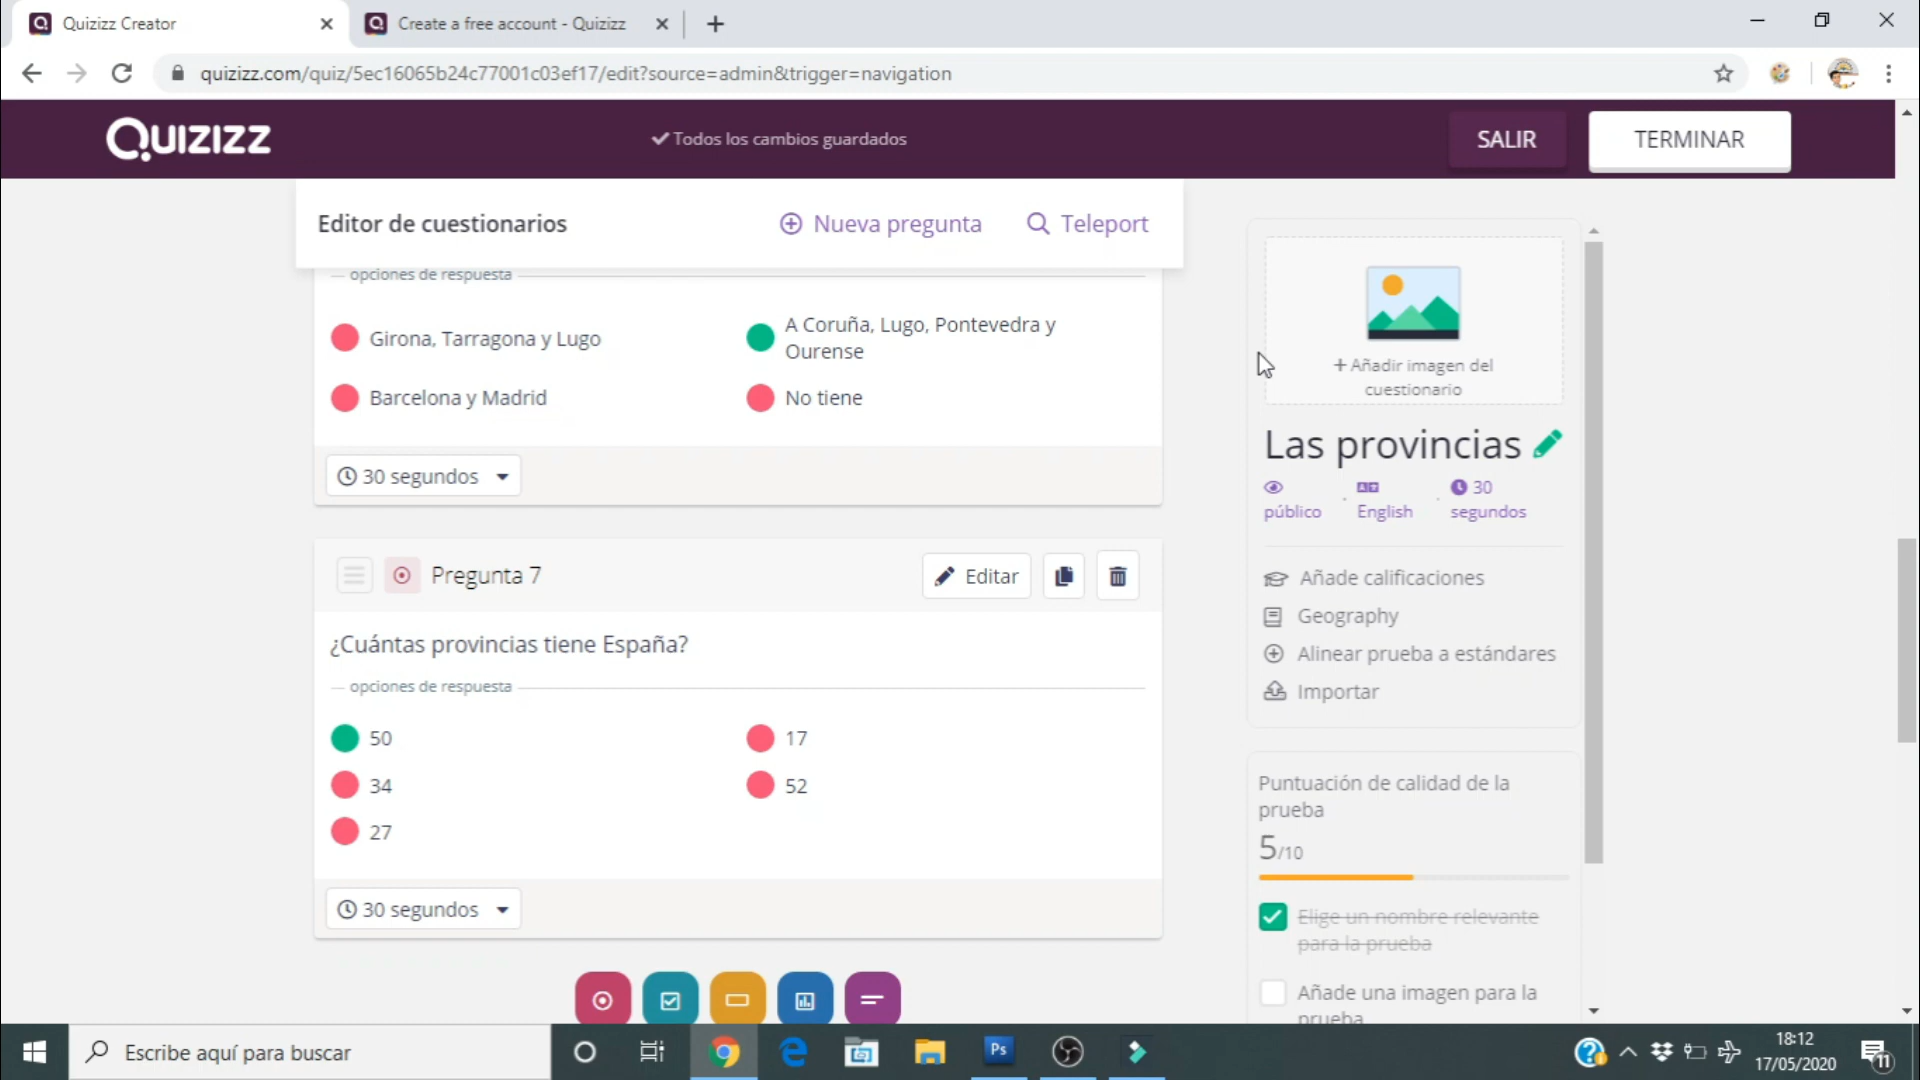 Quizizz Creator
Create a free account - Quizizz
quizizz.com/quiz/5ec16065b24c77001c03ef17/edit?source=admin&trigger=navigation
QUIZIZZ
Todos los cambios guardados
SALIR
TERMINAR
Editor de cuestionarios
Nueva pregunta
Teleport
opciones de respuesta
Girona, Tarragona y Lugo
A Coruña, Lugo, Pontevedra y
Ourense
Barcelona y Madrid
No tiene
30 segundos
Pregunta 7
Editar
¿Cuántas provincias tiene España?
opciones de respuesta
50
17
34
52
27
30 segundos
+ Añadir imagen del
cuestionario
Las provincias
público
English
30
segundos
Añade calificaciones
Geography
Alinear prueba a estándares
Importar
Puntuación de calidad de la
prueba
5/10
Elige un nombre relevante
para la prueba
Añade una imagen para la
prueba
Escribe aquí para buscar
Ps
18:12
17/05/2020
11